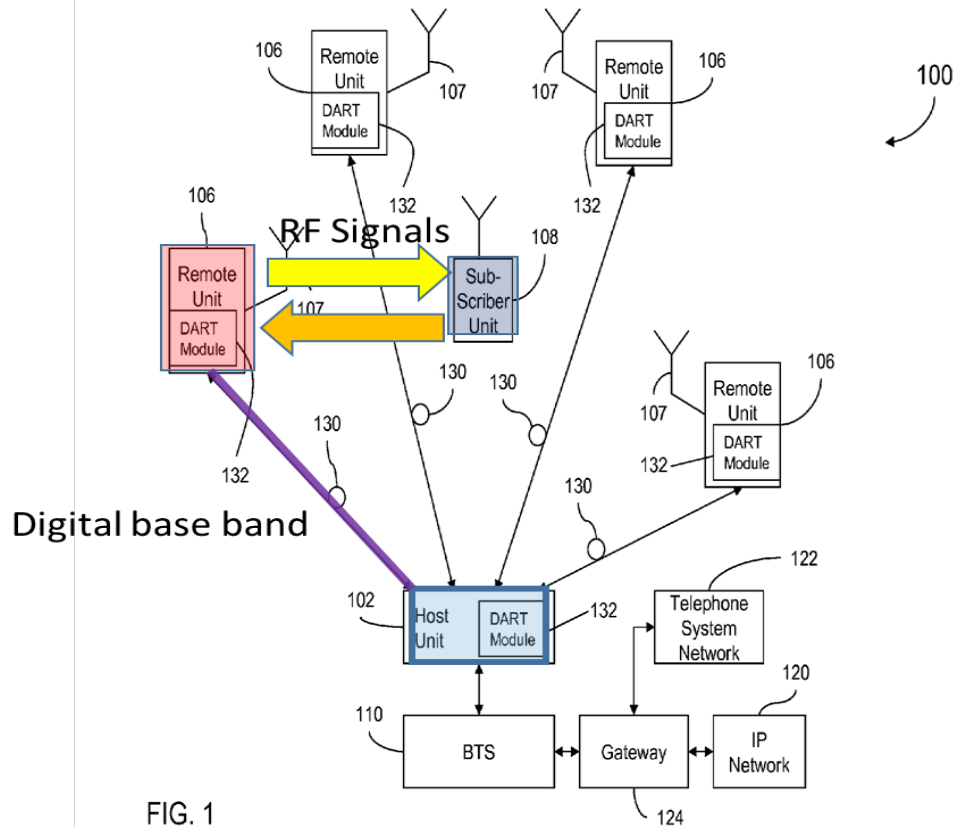 106
Remote
Unit
DART
Module
107
132
107
Remote
Unit
DART
Module
106
132
100
106
Remote
Unit
DART
Module
107
132
RF Signals
Sub-
Scriber
Unit
108
130
130
130
107
Remote
Unit
DART
Module
106
132
130
Digital base band
102
Host
Unit
DART
Module
132
122
Telephone
System
Network
110
BTS
Gateway
124
120
IP
Network
FIG. 1